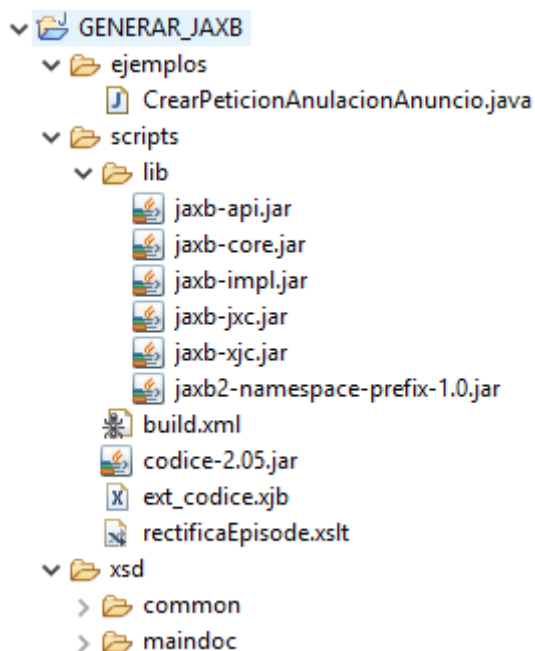 GENERAR_JAXB
ejemplos
CrearPeticionAnulacionAnuncio.java
scripts
lib
jaxb-api.jar
jaxb-core.jar
jaxb-impl.jar
jaxb-jxc.jar
jaxb-xjc.jar
jaxb2-namespace-prefix-1.0.jar
build.xml
codice-2.05.jar
ext_codice.xjb
rectificaEpisode.xslt
xsd
common
maindoc